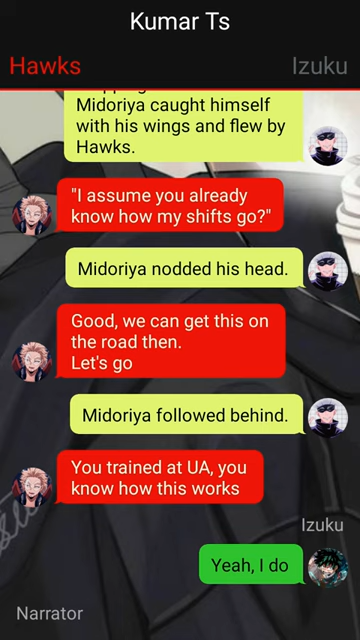 Kumar Ts
Hawks
Izuku
Midoriya caught himself
with his wings and flew by
Hawks.
"I assume you already
know how my shifts go?"
Midoriya nodded his head.
Good, we can get this on
the road then.
Let's go
Midoriya followed behind.
You trained at UA, you
know how this works
Izuku
Yeah, I do
Narrator